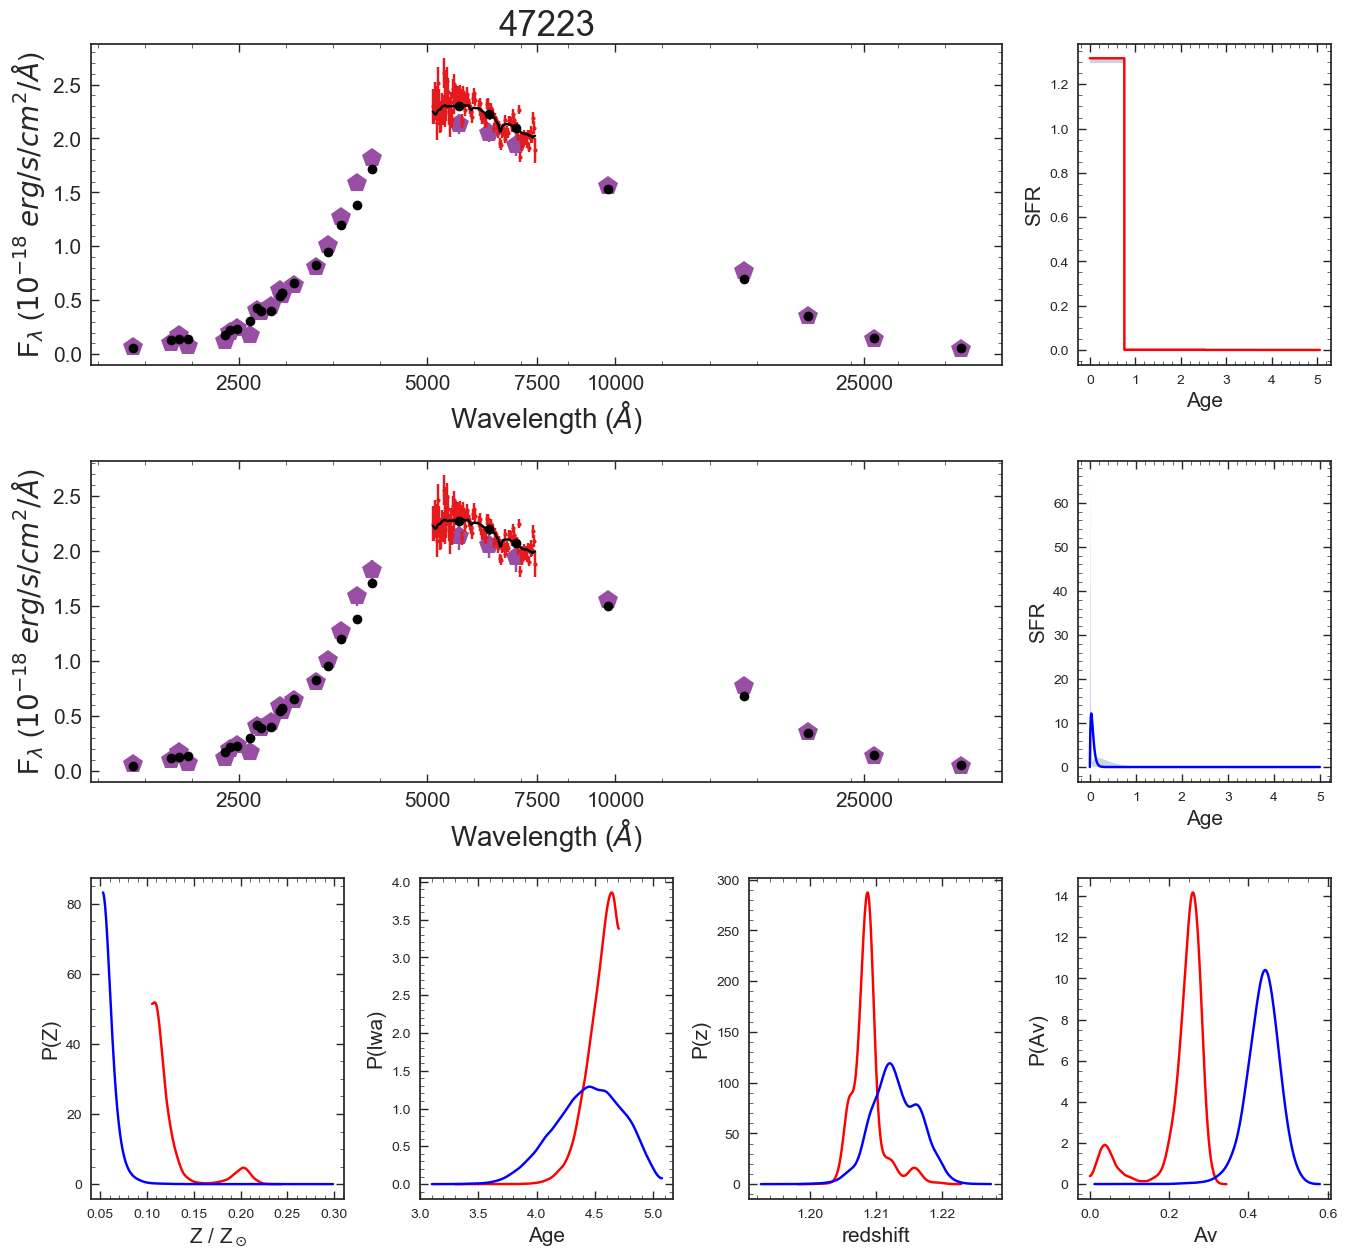 47223
2.5
2.0
1.5
1.0
0.5
0.0
F_λ (10^−18 erg/s/cm^2/Å)
2500 5000 7500 10000 25000
Wavelength (Å)
1.2
1.0
0.8
0.6
0.4
0.2
0.0
SFR
0 1 2 3 4 5
Age
2.5
2.0
1.5
1.0
0.5
0.0
F_λ (10^−18 erg/s/cm^2/Å)
2500 5000 7500 10000 25000
Wavelength (Å)
60
50
40
30
20
10
0
SFR
0 1 2 3 4 5
Age
80
60
40
20
0
P(Z)
0.05 0.10 0.15 0.20 0.25 0.30
Z / Z_⊙
4.0
3.5
3.0
2.5
2.0
1.5
1.0
0.5
0.0
P(lwa)
3.0 3.5 4.0 4.5 5.0
Age
300
250
200
150
100
50
0
P(z)
1.20 1.21 1.22
redshift
14
12
10
8
6
4
2
0
P(Av)
0.0 0.2 0.4 0.6
Av